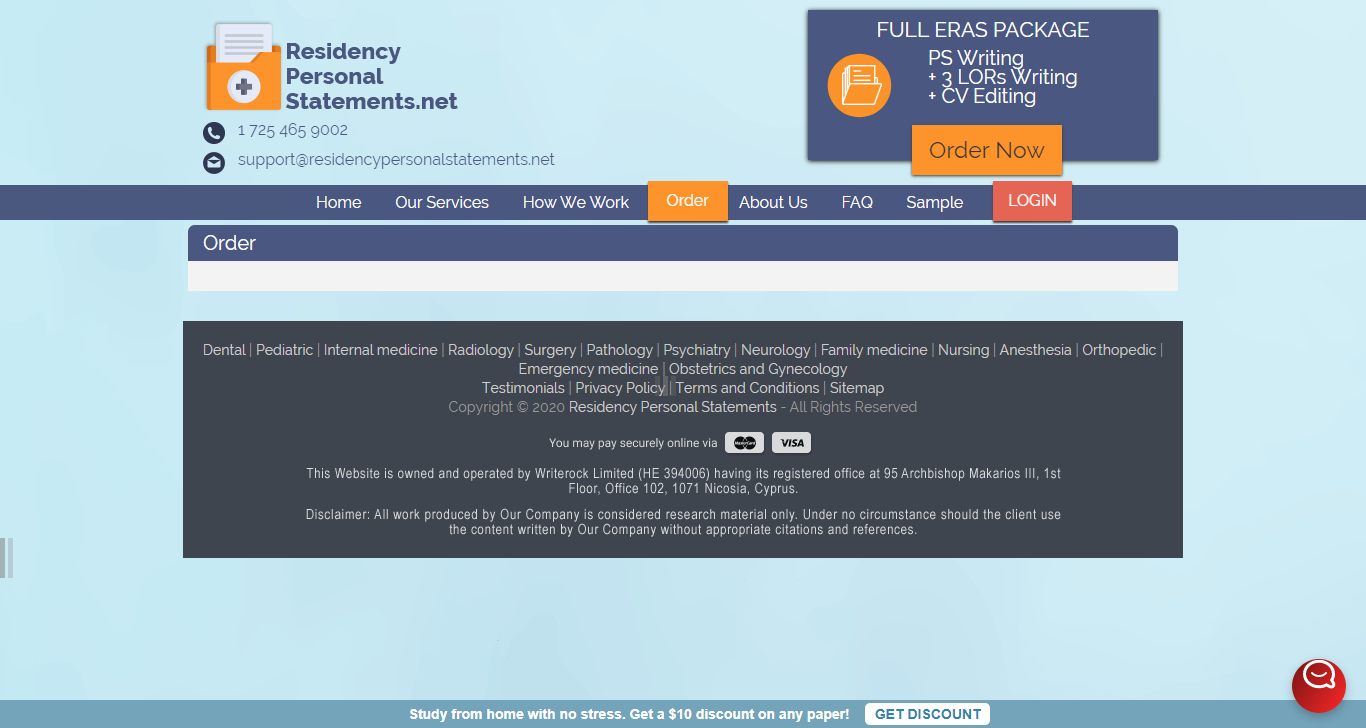 Residency
Personal
Statements.net
1 725 465 9002
support@residencypersonalstatements.net
FULL ERAS PACKAGE
PS Writing
+ 3 LORs Writing
+ CV Editing
Order Now
Home Our Services How We Work Order About Us FAQ Sample LOGIN
Order
Dental | Pediatric | Internal medicine | Radiology | Surgery | Pathology | Psychiatry | Neurology | Family medicine | Nursing | Anesthesia | Orthopedic |
Emergency medicine | Obstetrics and Gynecology
Testimonials | Privacy Policy | Terms and Conditions | Sitemap
Copyright © 2020 Residency Personal Statements - All Rights Reserved
You may pay securely online via MasterCard VISA
This Website is owned and operated by Writerock Limited (HE 394006) having its registered office at 95 Archbishop Makarios III, 1st
Floor, Office 102, 1071 Nicosia, Cyprus.
Disclaimer: All work produced by Our Company is considered research material only. Under no circumstance should the client use
the content written by Our Company without appropriate citations and references.
Study from home with no stress. Get a $10 discount on any paper! GET DISCOUNT